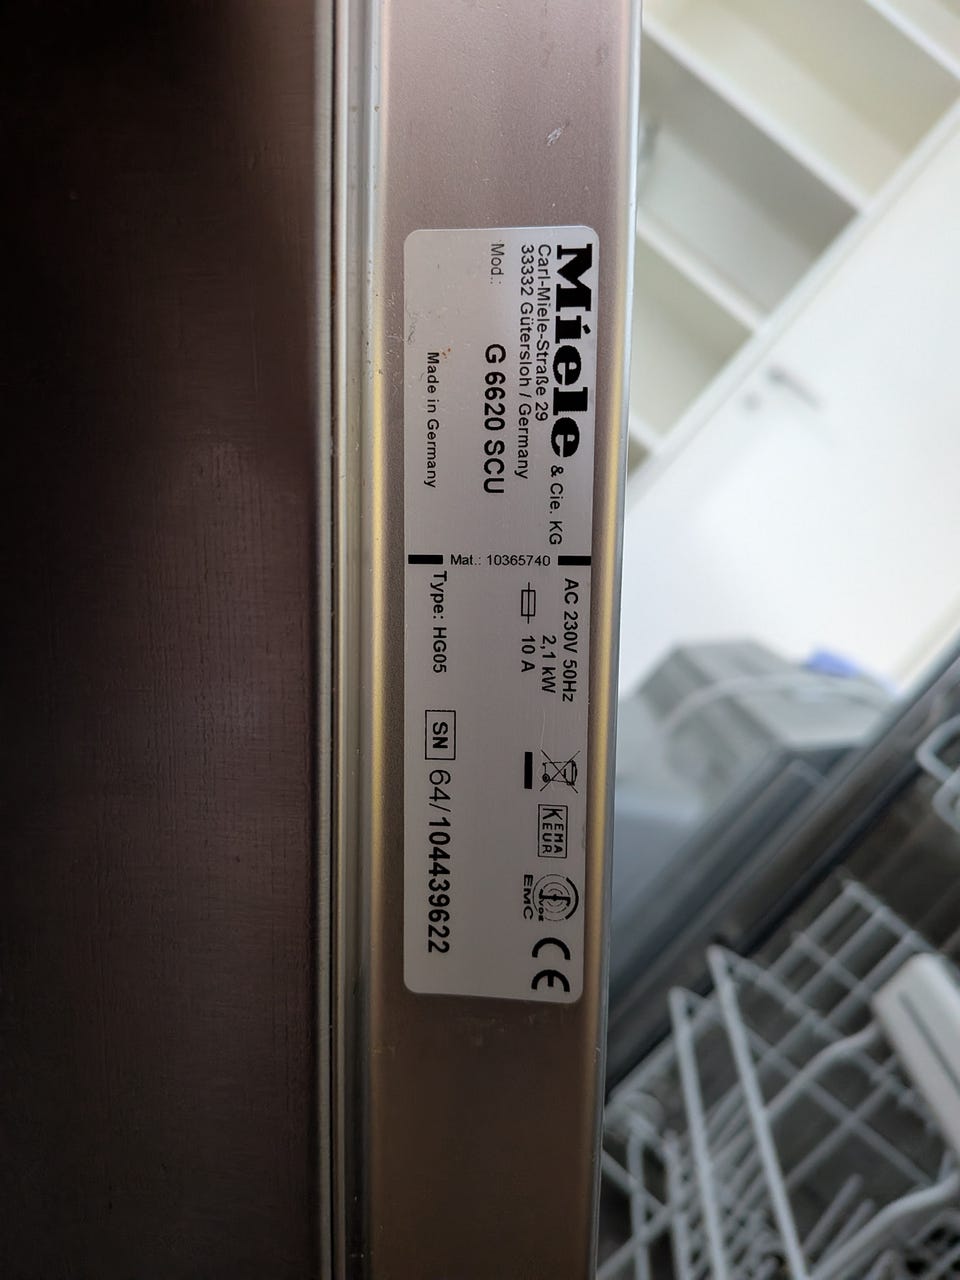 Miele & Cie. KG
Carl-Miele-Straße 29
33332 Gütersloh / Germany
Mod.:
G 6620 SCU
Made in Germany
Mat.: 10365740
AC 230V 50Hz
2,1 kW
10 A
Type: HG05
SN 64/104439622
KEMA
KEUR
VDE
EMC
CE